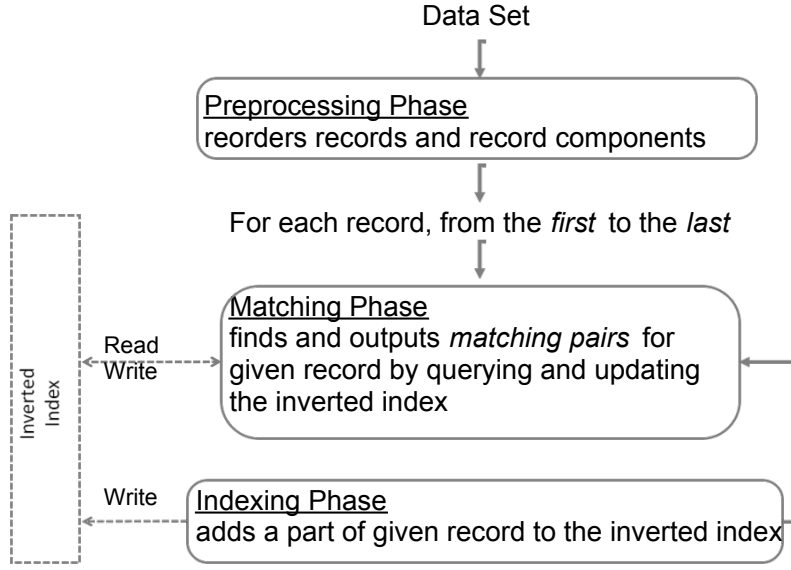 Data Set
Preprocessing Phase
reorders records and record components
For each record, from the first to the last
Matching Phase
finds and outputs matching pairs for
given record by querying and updating
the inverted index
Read
Write
Inverted
Index
Write
Indexing Phase
adds a part of given record to the inverted index